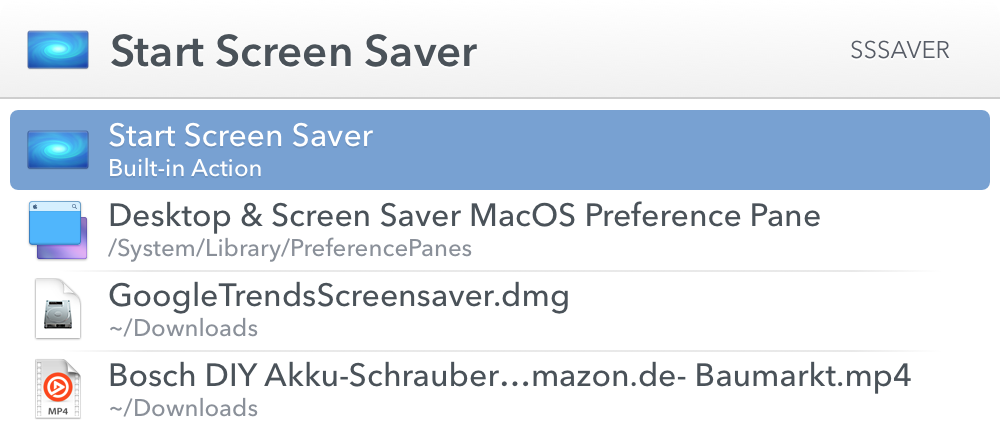 Start Screen Saver
SSSAVER
Start Screen Saver
Built-in Action
Desktop & Screen Saver MacOS Preference Pane
/System/Library/PreferencePanes
GoogleTrendsScreensaver.dmg
~/Downloads
Bosch DIY Akku-Schrauber…mazon.de- Baumarkt.mp4
MP4
~/Downloads